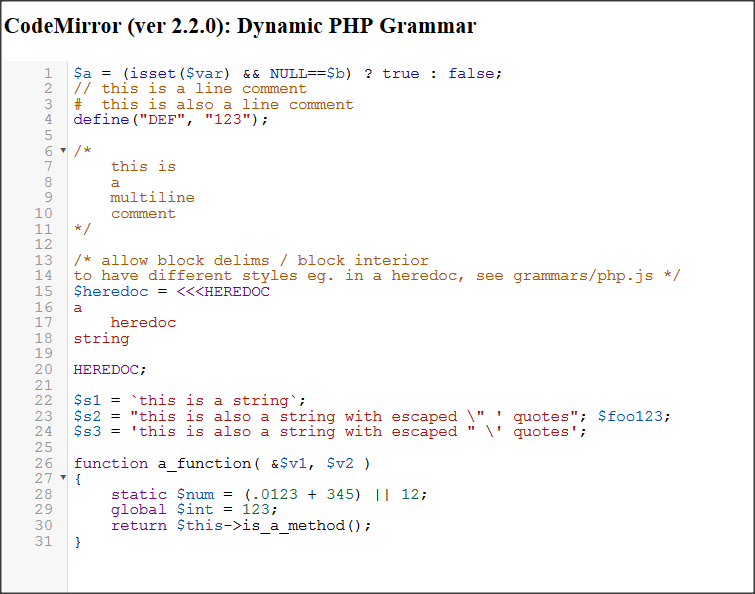 CodeMirror (ver 2.2.0): Dynamic PHP Grammar
1 $a = (isset($var) && NULL==$b) ? true : false;
2 // this is a line comment
3 #  this is also a line comment
4 define("DEF", "123");
5
6 /*
7     this is
8     a
9     multiline
10     comment
11 */
12
13 /* allow block delims / block interior
14 to have different styles eg. in a heredoc, see grammars/php.js */
15 $heredoc = <<<HEREDOC
16 a
17     heredoc
18 string
19
20 HEREDOC;
21
22 $s1 = `this is a string`;
23 $s2 = "this is also a string with escaped \" ' quotes"; $foo123;
24 $s3 = 'this is also a string with escaped " \' quotes';
25
26 function a_function( &$v1, $v2 )
27 {
28     static $num = (.0123 + 345) || 12;
29     global $int = 123;
30     return $this->is_a_method();
31 }